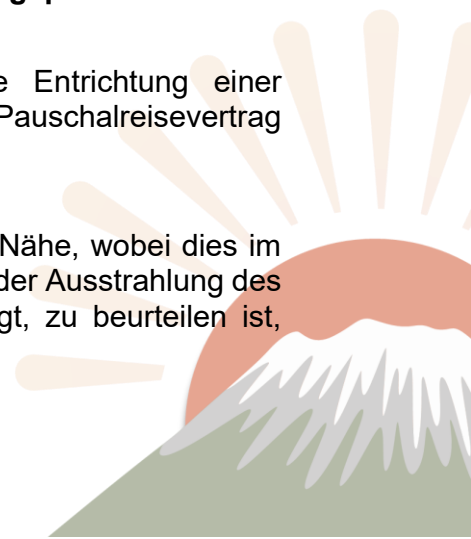 e Entrichtung einer
Pauschalreisevertrag
Nähe, wobei dies im
der Ausstrahlung des
gt, zu beurteilen ist,